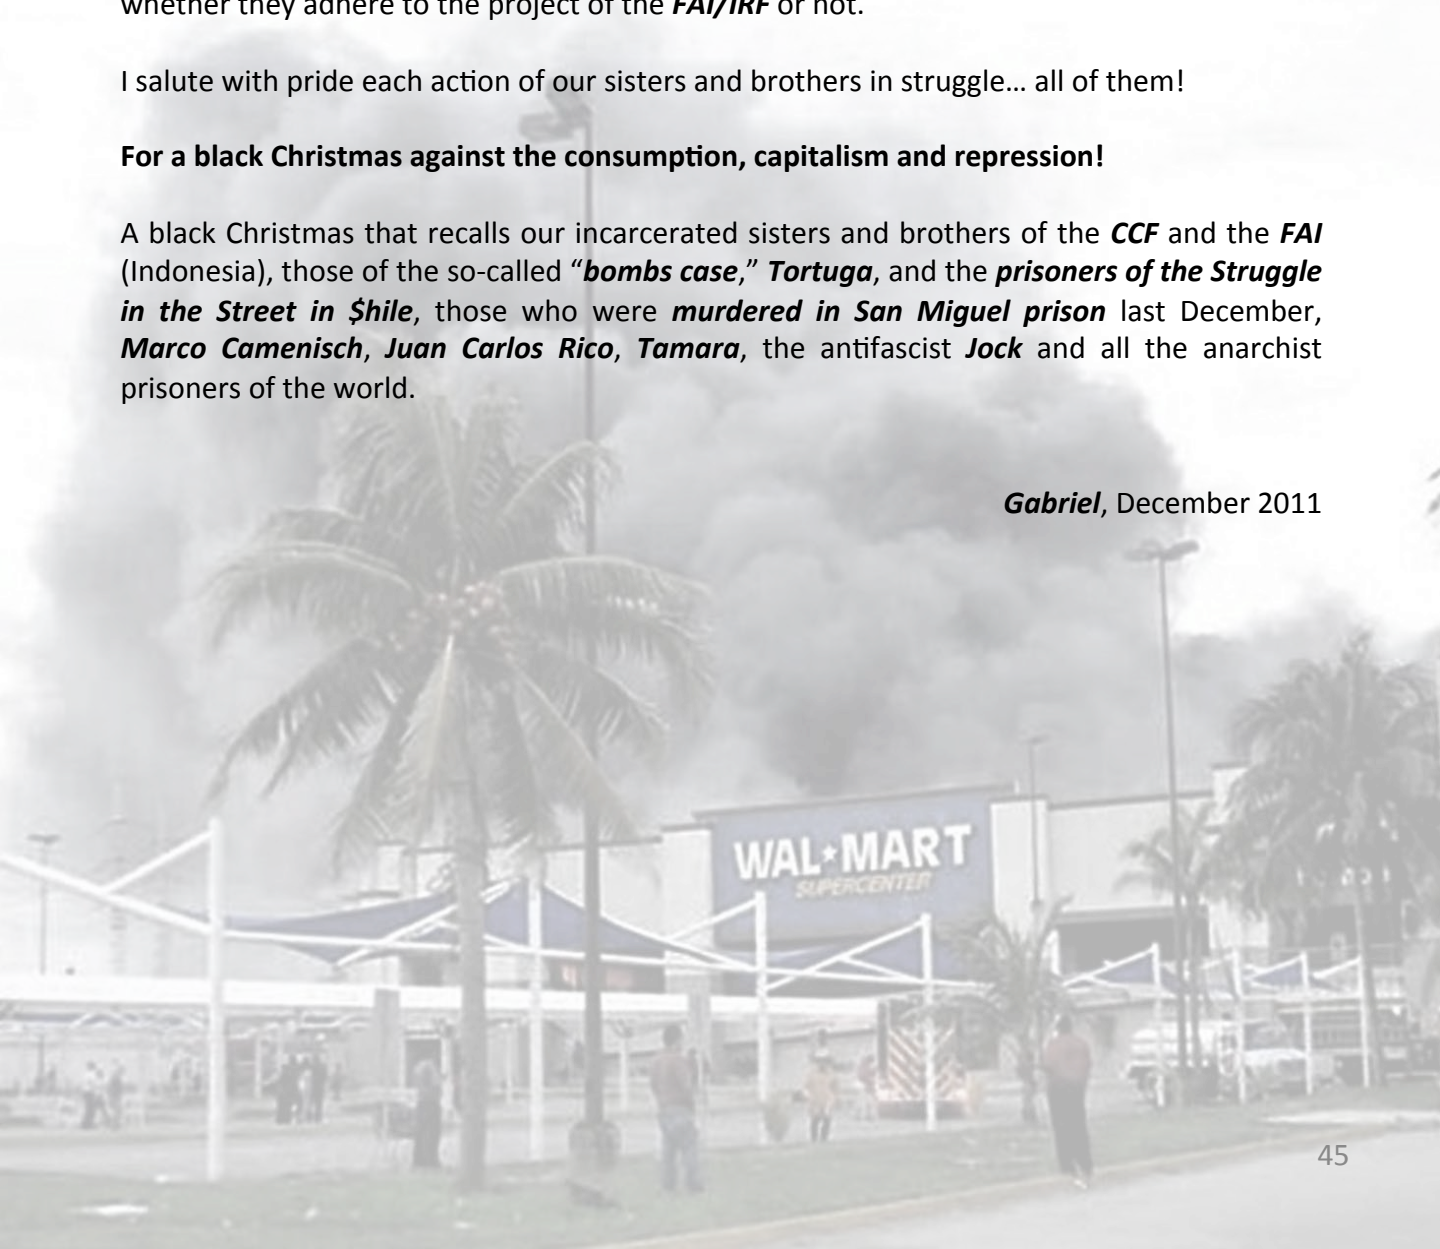 whether they adhere to the project of the FAI/IRF or not.
I salute with pride each action of our sisters and brothers in struggle… all of them!
For a black Christmas against the consumption, capitalism and repression!
A black Christmas that recalls our incarcerated sisters and brothers of the CCF and the FAI
(Indonesia), those of the so-called “bombs case,” Tortuga, and the prisoners of the Struggle
in the Street in $hile, those who were murdered in San Miguel prison last December,
Marco Camenisch, Juan Carlos Rico, Tamara, the antifascist Jock and all the anarchist
prisoners of the world.
Gabriel, December 2011
WAL★MART
SUPERCENTER
45